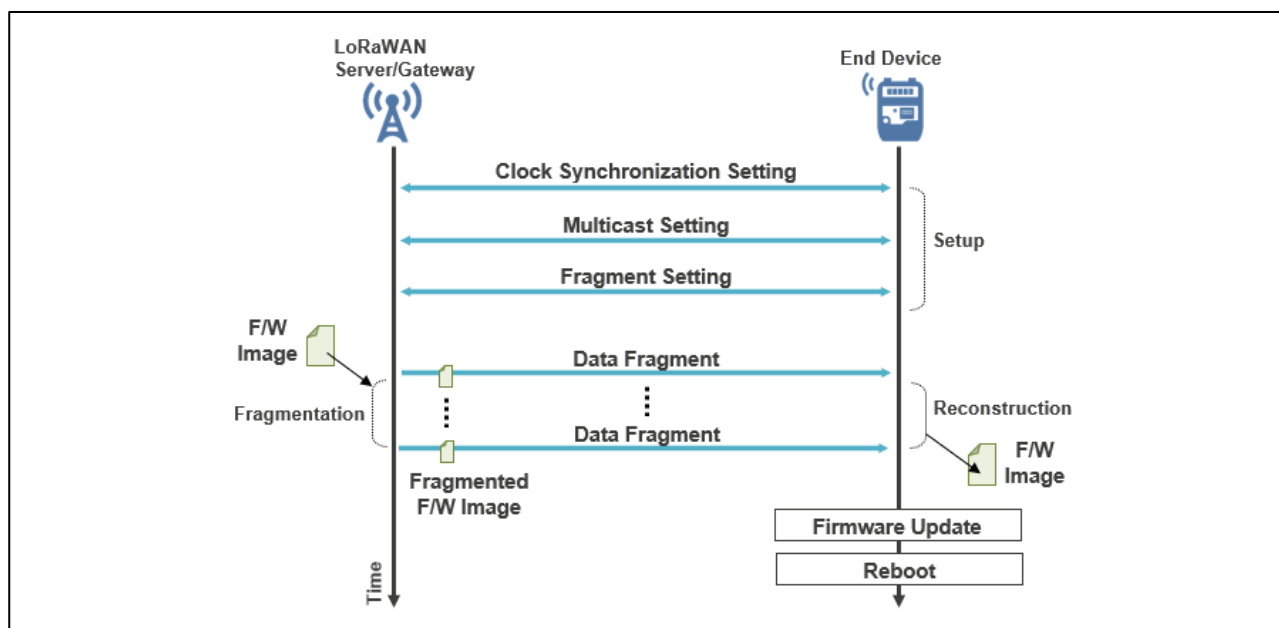 LoRaWAN
Server/Gateway
End Device
Clock Synchronization Setting
Multicast Setting
Setup
Fragment Setting
F/W
Image
Data Fragment
Fragmentation
Reconstruction
Data Fragment
F/W
Image
Fragmented
F/W Image
Firmware Update
Reboot
Time